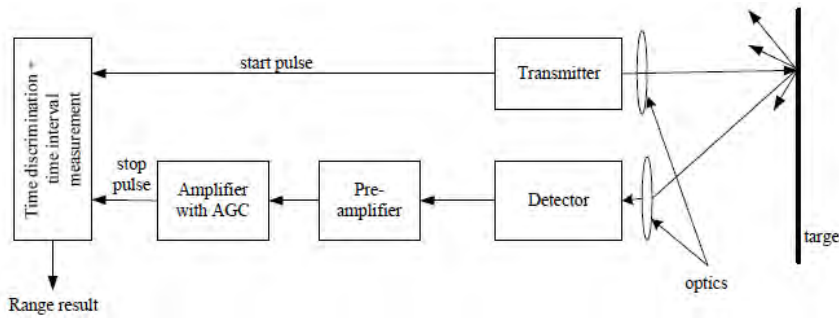 start pulse
Transmitter
Time discrimination +
time interval
measurement
stop
pulse
Amplifier
with AGC
Pre-
amplifier
Detector
targe
optics
Range result